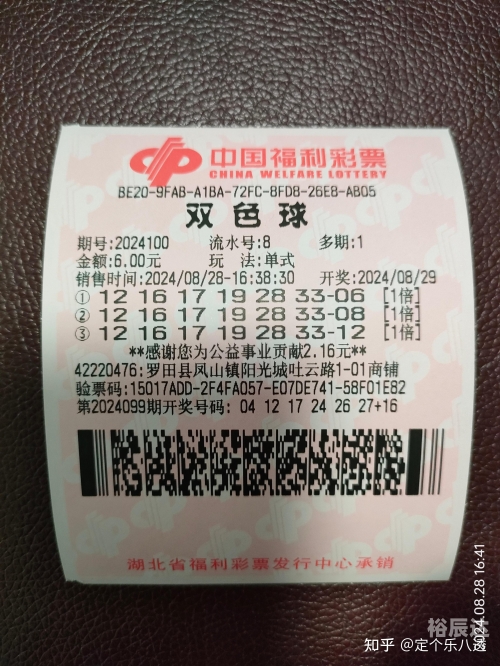 中国福利彩票
CHINA WELFARE LOTTERY
BE20-9FAB-A1BA-72FC-8FD8-26E8-AB05
双色球
期号:2024100 流水号:8 多期:1
金额:6.00元 玩 法:单式
销售时间:2024/08/28-16:38:30 开奖:2024/08/29
① 12 16 17 19 28 33-06 [1倍]
② 12 16 17 19 28 33-08 [1倍]
③ 12 16 17 19 28 33-12 [1倍]
**感谢您为公益事业贡献2.16元**
42220476:罗田县凤山镇阳光城吐云路1-01商铺
验票码:15017ADD-2F4FA057-E07DE741-58F01E82
第2024099期开奖号码: 04 12 17 24 26 27+16
湖北省福利彩票发行中心承销
2024.08.28 16:41
裕辰
知乎 @定个乐八选